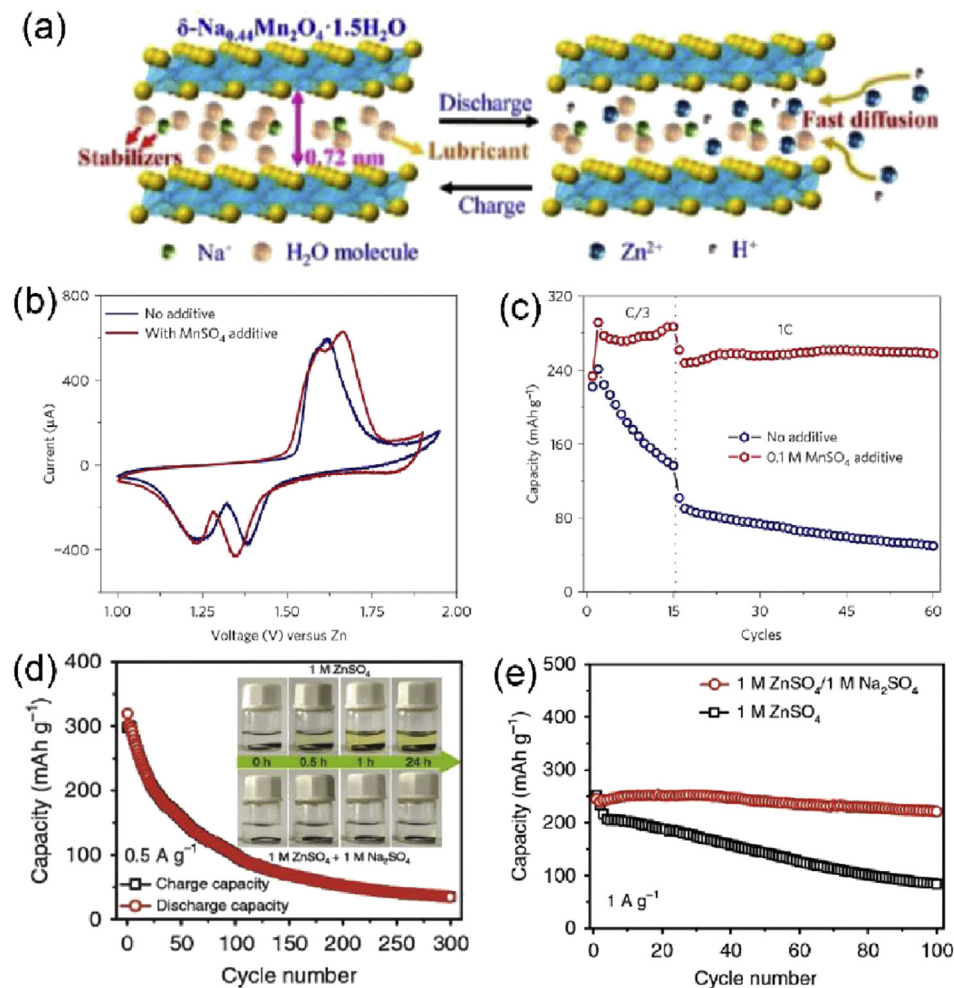 (a)
δ-Na0.44Mn2O4·1.5H2O
Discharge
Stabilizers
0.72 nm
Lubricant
Fast diffusion
Charge
Na+
H2O molecule
Zn2+
H+
(b)
800
No additive
With MnSO4 additive
400
0
−400
Current (μA)
1.00
1.25
1.50
1.75
2.00
Voltage (V) versus Zn
(c)
320
C/3
1C
240
160
No additive
0.1 M MnSO4 additive
80
0
Capacity (mAh g−1)
0
15
30
45
60
Cycles
(d)
400
1 M ZnSO4
300
0 h
0.5 h
1 h
24 h
200
1 M ZnSO4 + 1 M Na2SO4
100
0.5 A g−1
Charge capacity
Discharge capacity
0
Capacity (mAh g−1)
0
50
100
150
200
250
300
Cycle number
(e)
500
1 M ZnSO4/1 M Na2SO4
1 M ZnSO4
400
300
200
100
1 A g−1
0
Capacity (mAh g−1)
0
20
40
60
80
100
Cycle number